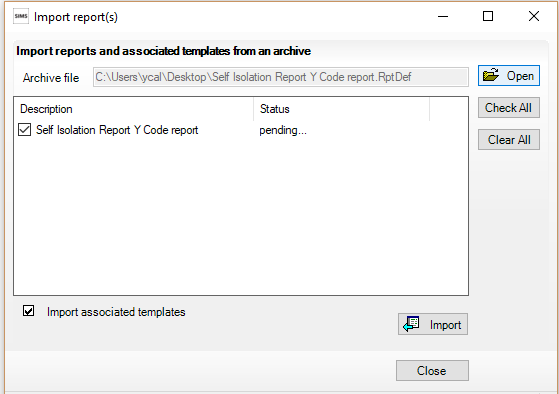 SIMS Import report(s)
Import reports and associated templates from an archive
Archive file C:\Users\ycal\Desktop\Self Isolation Report Y Code report.RptDef Open
Check All
Clear All
Description Status
Self Isolation Report Y Code report pending...
Import associated templates
Import
Close